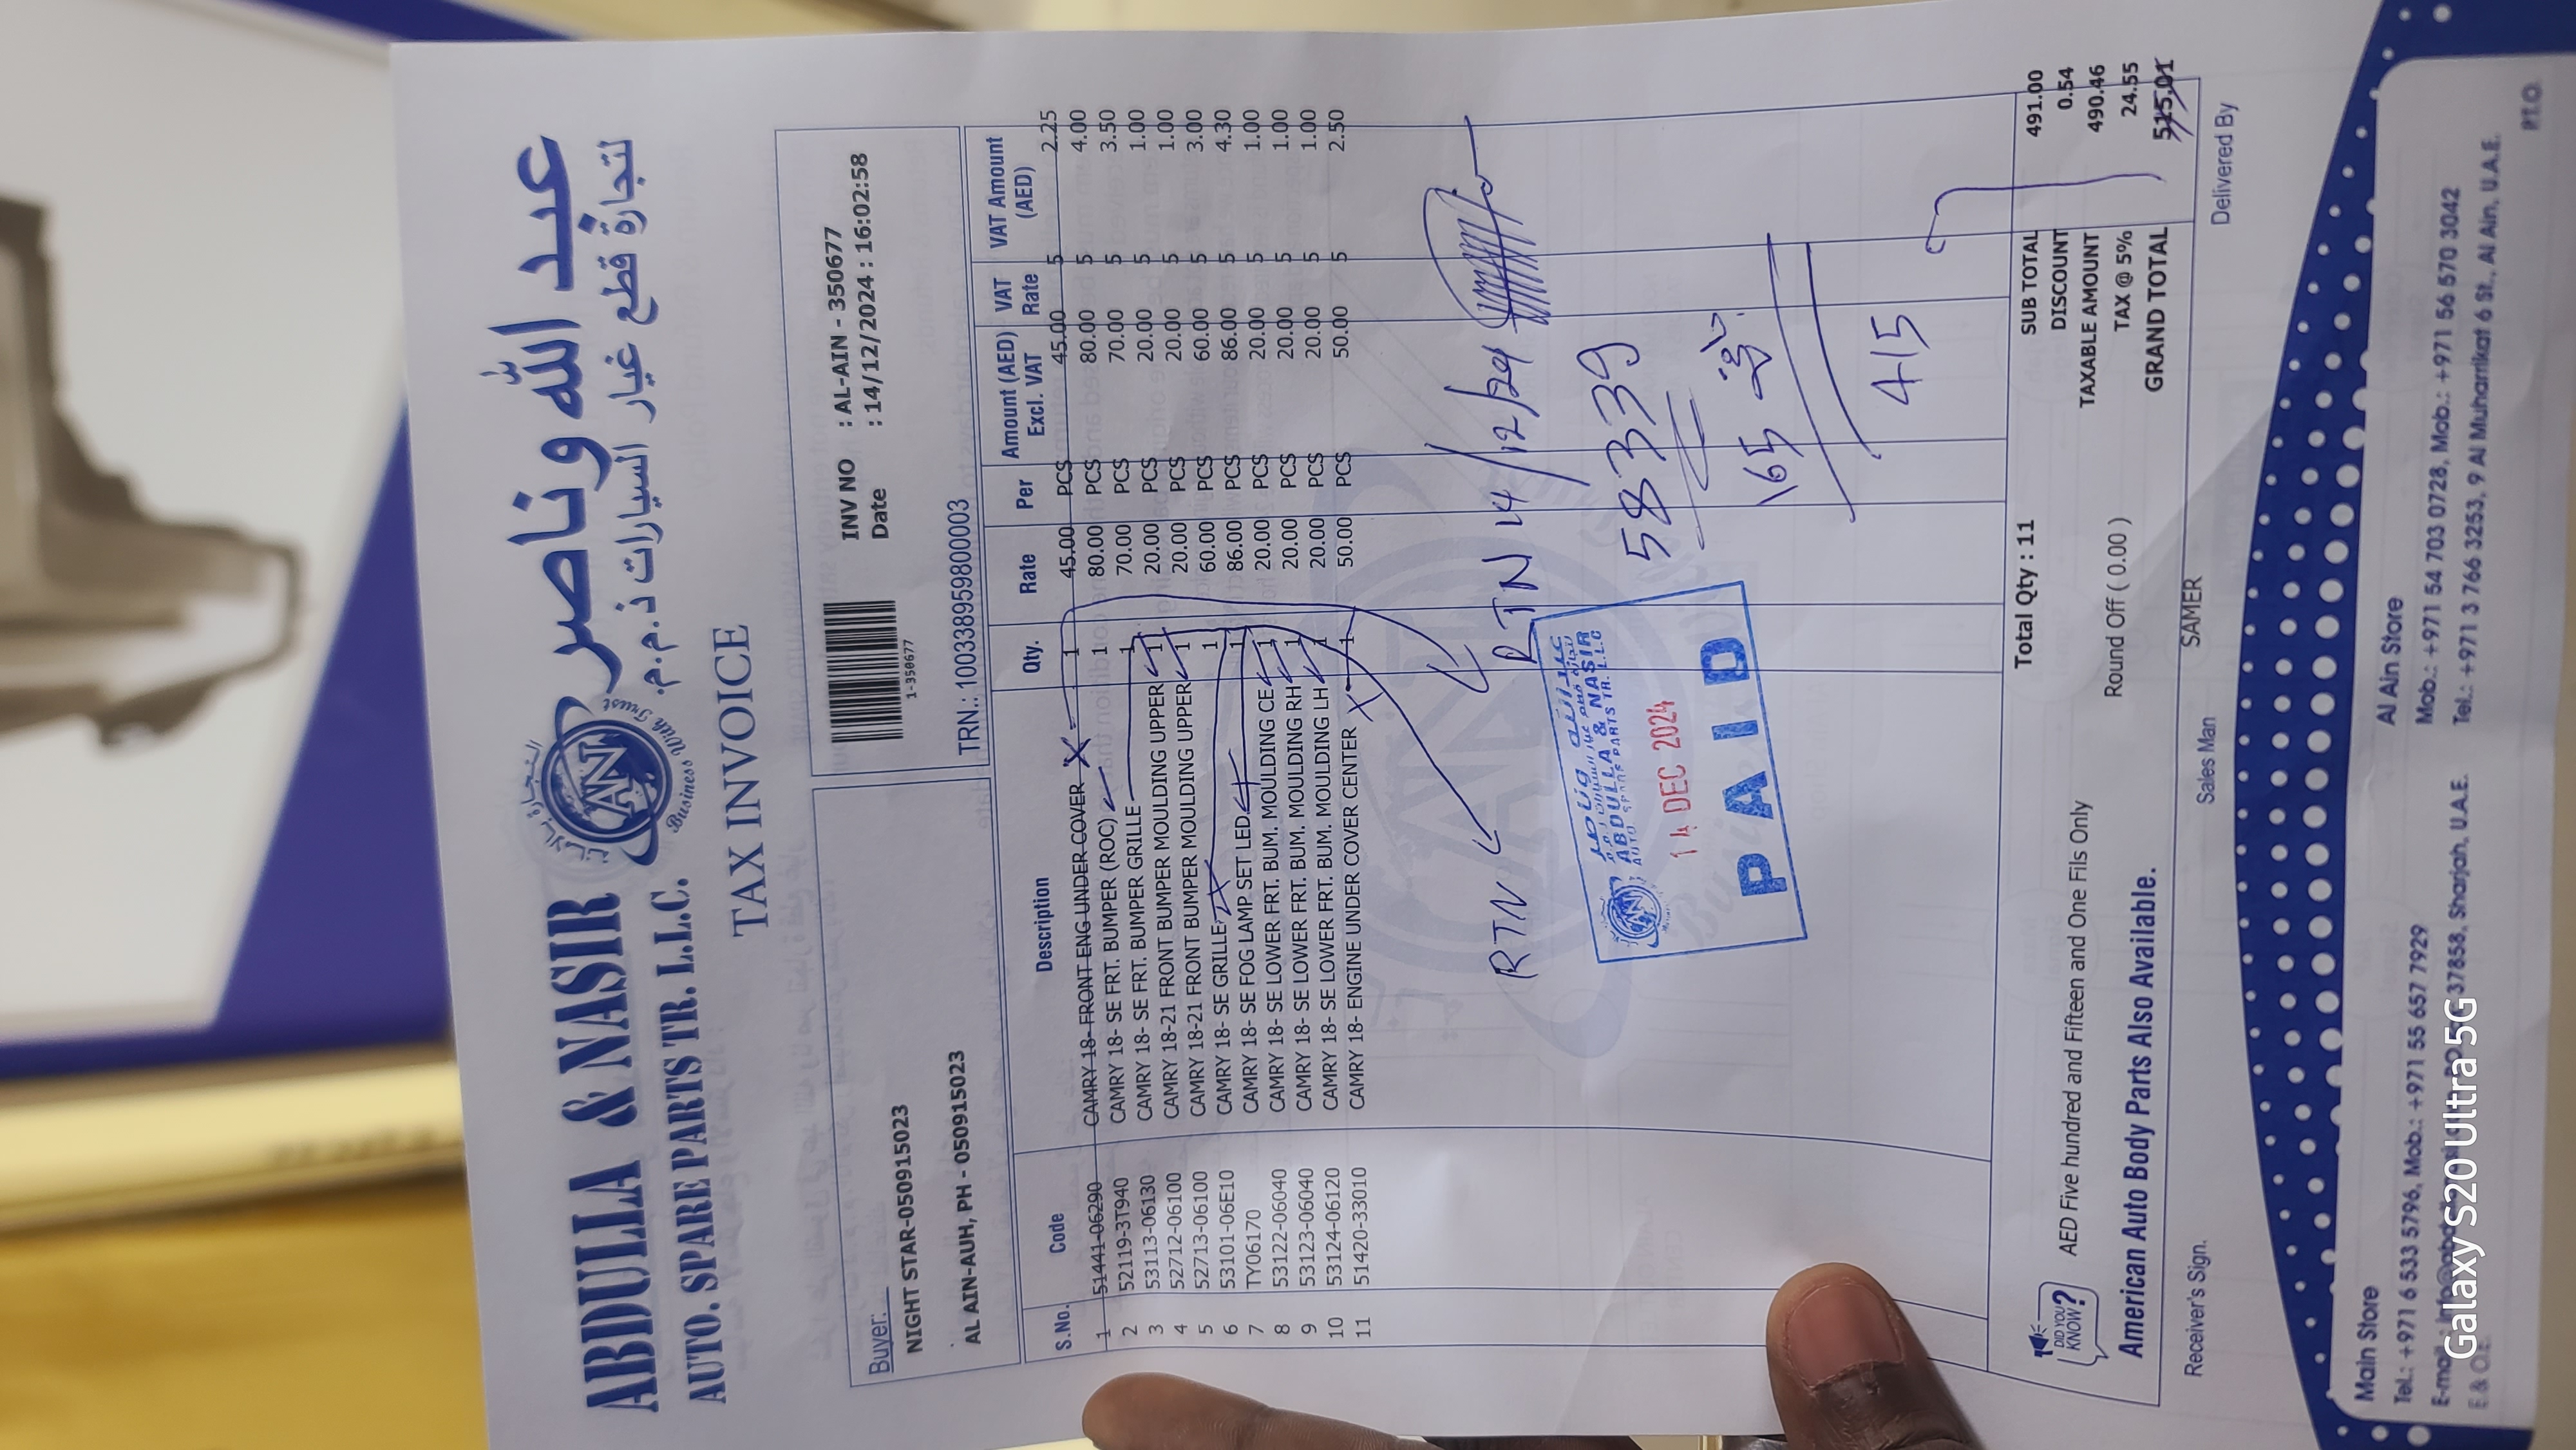 عبد الله و ناصر
لتجارة قطع غيار السيارات ذ.م.م.
ABDULLA & NASIR
AUTO. SPARE PARTS TR. L.L.C.
AN
Business With Trust
TAX INVOICE
Buyer:
NIGHT STAR-050915023
AL AIN-AUH, PH - 050915023
1-350677
INV NO : AL-AIN - 350677
Date : 14/12/2024 : 16:02:58
TRN.: 100338959800003
S.No. Code Description Qty. Rate Per Amount (AED) Excl. VAT VAT Rate VAT Amount (AED)
1 51441-06290 CAMRY 18- FRONT ENG UNDER COVER 1 45.00 PCS 45.00 5 2.25
2 52119-3T940 CAMRY 18- SE FRT. BUMPER (ROC) 1 80.00 PCS 80.00 5 4.00
3 53113-06130 CAMRY 18- SE FRT. BUMPER GRILLE 1 70.00 PCS 70.00 5 3.50
4 52712-06100 CAMRY 18-21 FRONT BUMPER MOULDING UPPER 1 20.00 PCS 20.00 5 1.00
5 52713-06100 CAMRY 18-21 FRONT BUMPER MOULDING UPPER 1 20.00 PCS 20.00 5 1.00
6 53101-06E10 CAMRY 18- SE GRILLE 1 60.00 PCS 60.00 5 3.00
7 TY06170 CAMRY 18- SE FOG LAMP SET LED 1 86.00 PCS 86.00 5 4.30
8 53122-06040 CAMRY 18- SE LOWER FRT. BUM. MOULDING CE 1 20.00 PCS 20.00 5 1.00
9 53123-06040 CAMRY 18- SE LOWER FRT. BUM. MOULDING RH 1 20.00 PCS 20.00 5 1.00
10 53124-06120 CAMRY 18- SE LOWER FRT. BUM. MOULDING LH 1 20.00 PCS 20.00 5 1.00
11 51420-33010 CAMRY 18- ENGINE UNDER COVER CENTER 1 50.00 PCS 50.00 5 2.50
RTN
RTN 14/12/24
ABDULLA & NASIR
AUTO SPARE PARTS TR. L.L.C
14 DEC 2024
PAID
583339
165
415
Total Qty : 11
SUB TOTAL 491.00
DISCOUNT 0.54
TAXABLE AMOUNT 490.46
TAX @ 5% 24.55
GRAND TOTAL 515.01
DID YOU KNOW?
AED Five hundred and Fifteen and One Fils Only
Round Off ( 0.00 )
American Auto Body Parts Also Available.
Receiver's Sign. Sales Man SAMER Delivered By
Main Store
Tel.: +971 6 533 5796, Mob.: +971 55 657 7929
37858, Sharjah, U.A.E.
E & O.E.
Al Ain Store
Mob.: +971 54 703 0728, Mob.: +971 56 570 3042
Tel.: +971 3 766 3253, 9 Al Muharrikat 6 St., Al Ain, U.A.E.
P.T.O.
Galaxy S20 Ultra 5G